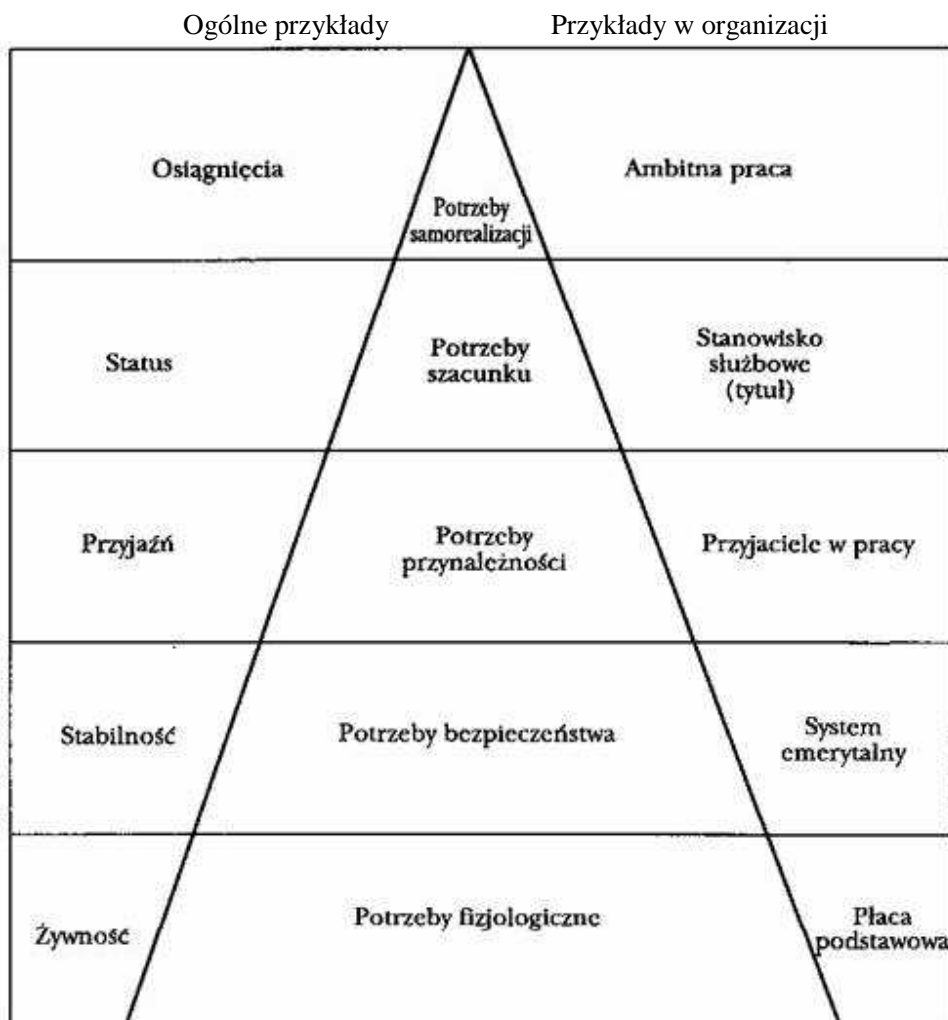 Ogólne przykłady Przykłady w organizacji
Osiągnięcia
Potrzeby
samorealizacji
Ambitna praca
Status
Potrzeby
szacunku
Stanowisko
służbowe
(tytuł)
Przyjaźń
Potrzeby
przynależności
Przyjaciele w pracy
Stabilność
Potrzeby bezpieczeństwa
System
emerytalny
Żywność
Potrzeby fizjologiczne
Płaca
podstawowa